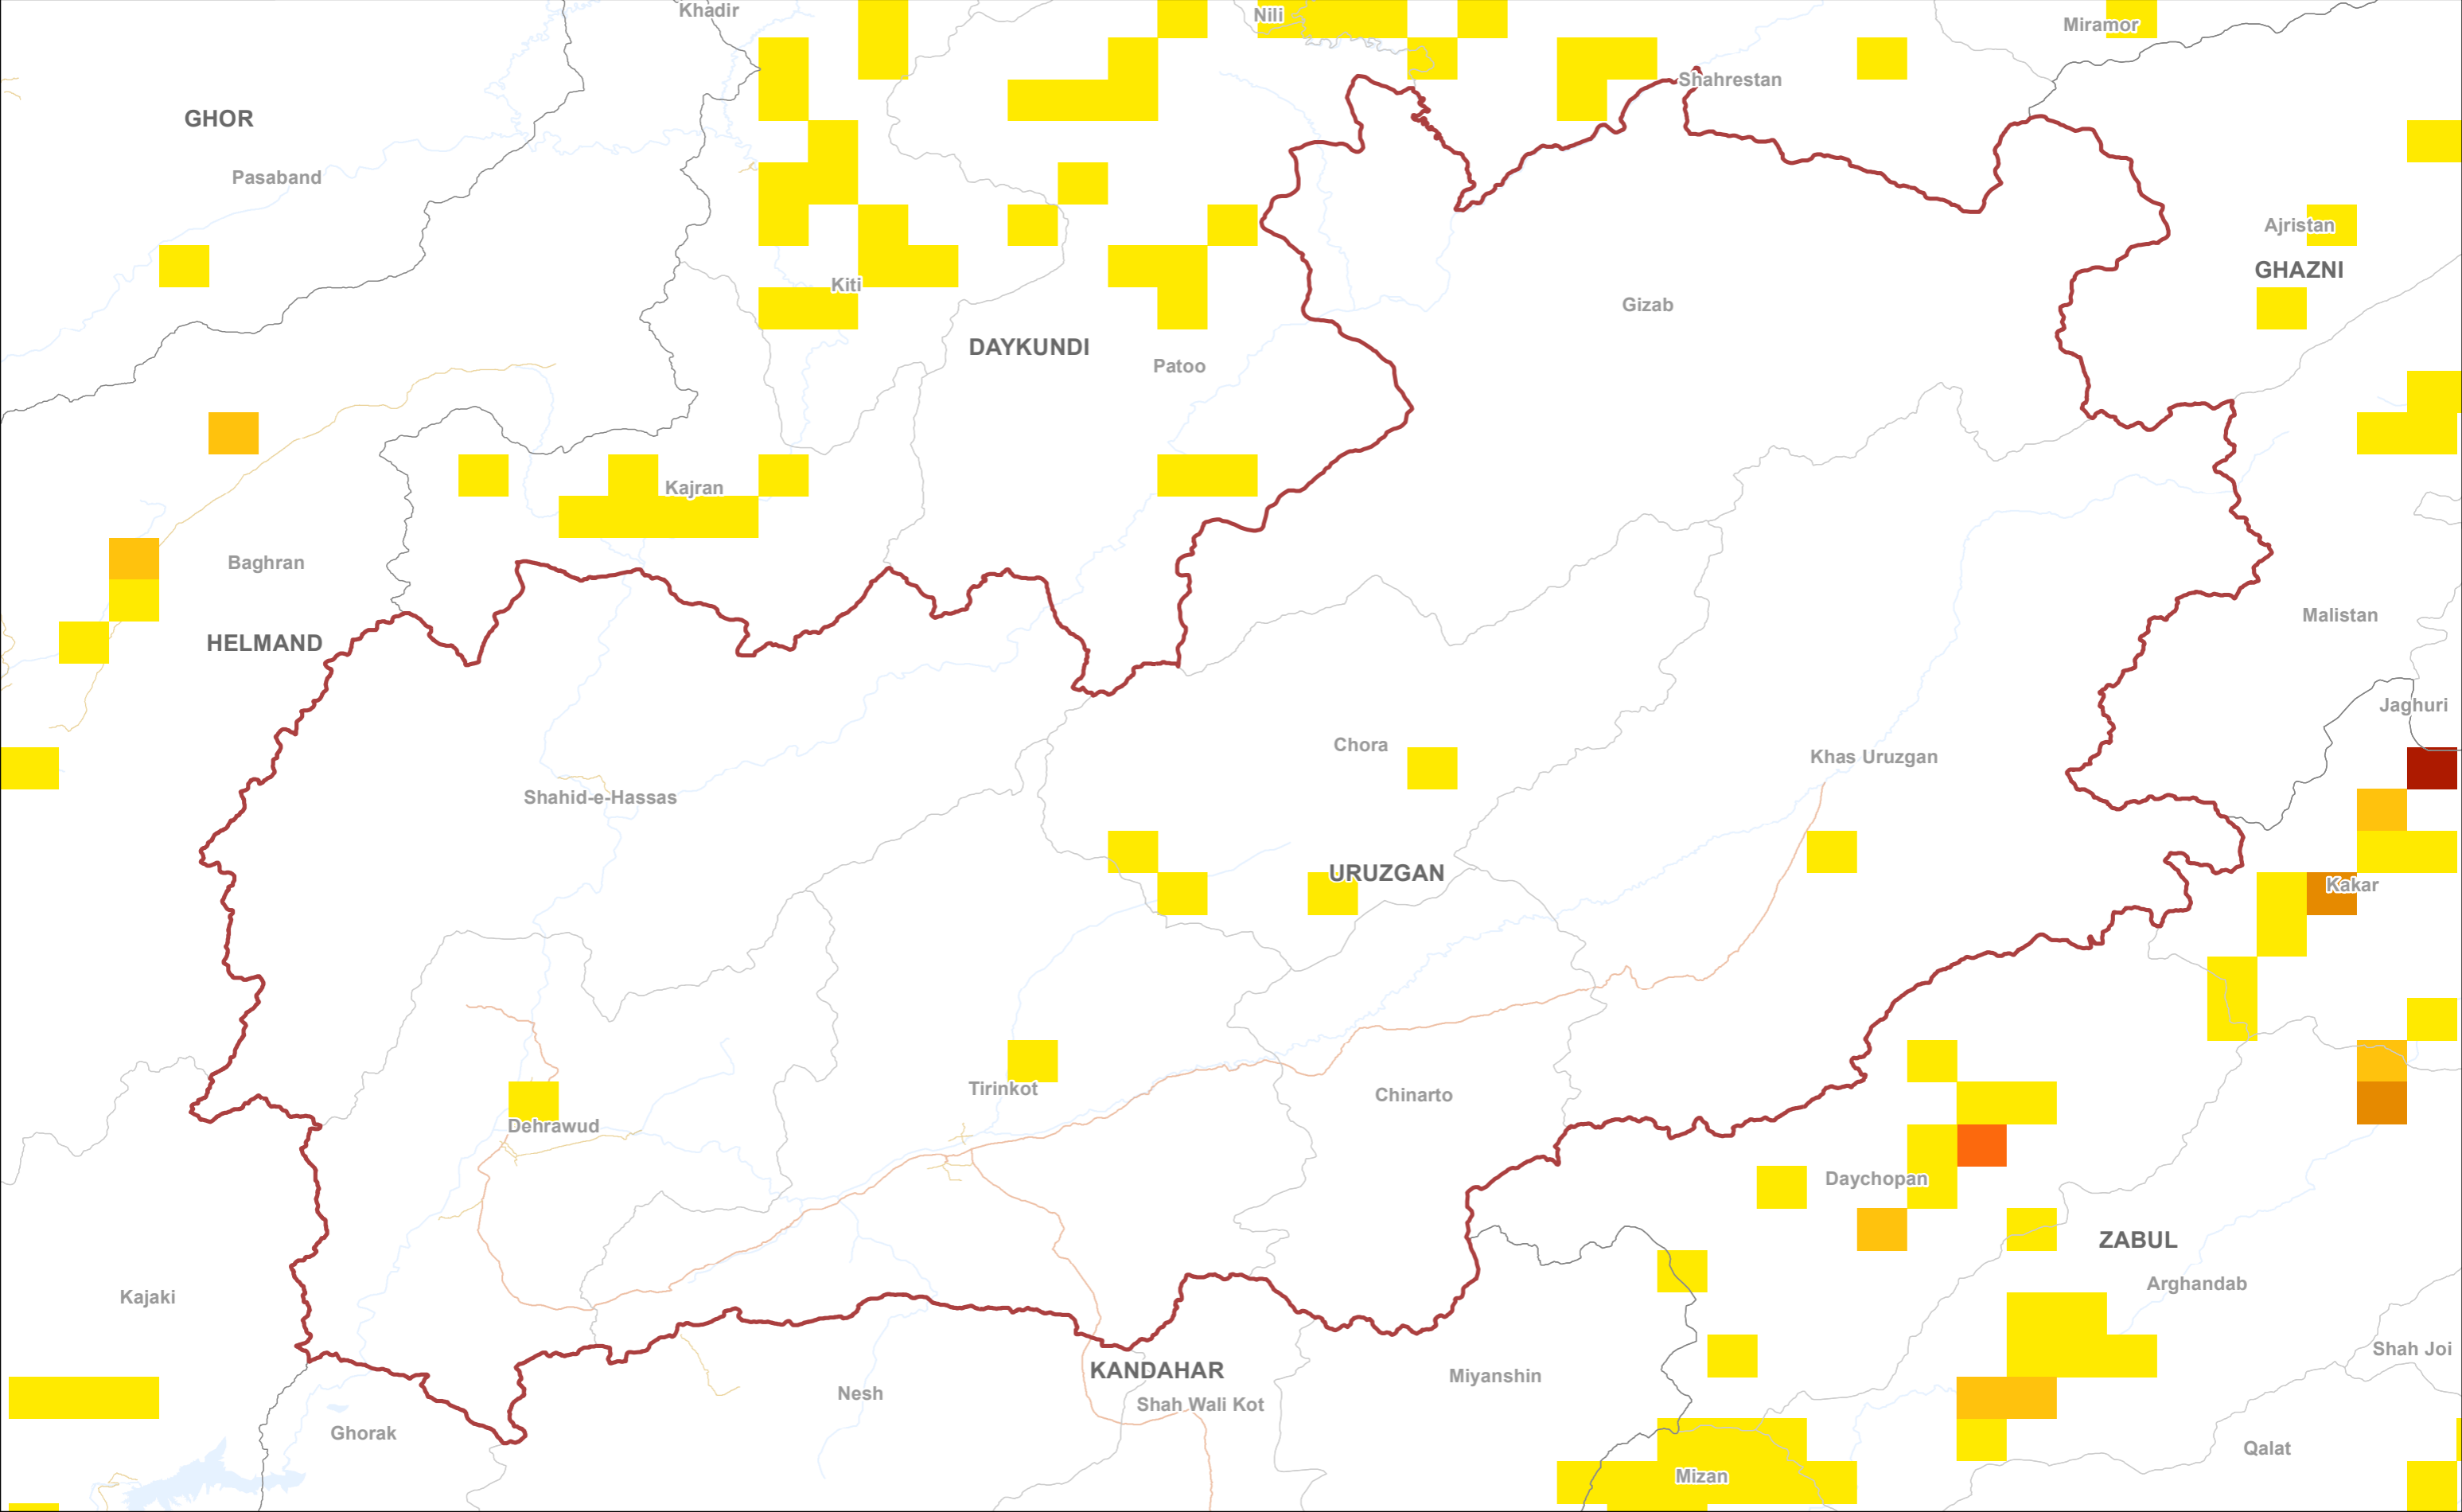 Khadir
Nili
Miramor
Shahrestan
GHOR
Pasaband
Ajristan
GHAZNI
Kiti
Gizab
DAYKUNDI
Patoo
Kajran
Baghran
HELMAND
Malistan
Jaghuri
Chora
Khas Uruzgan
Shahid-e-Hassas
URUZGAN
Kakar
Tirinkot
Chinarto
Dehrawud
Daychopan
ZABUL
Arghandab
Kajaki
Shah Joi
KANDAHAR
Miyanshin
Nesh
Shah Wali Kot
Ghorak
Qalat
Mizan